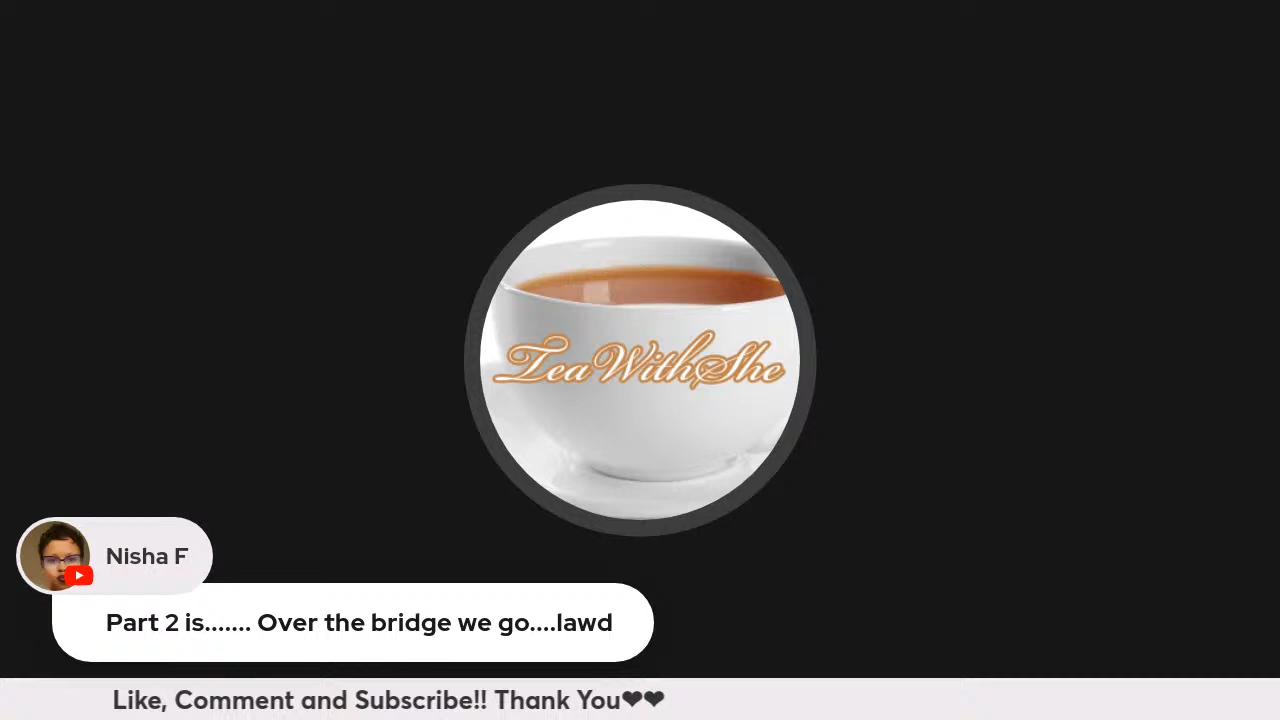 TeaWithShe
Nisha F
Part 2 is....... Over the bridge we go....lawd
Like, Comment and Subscribe!! Thank You❤❤